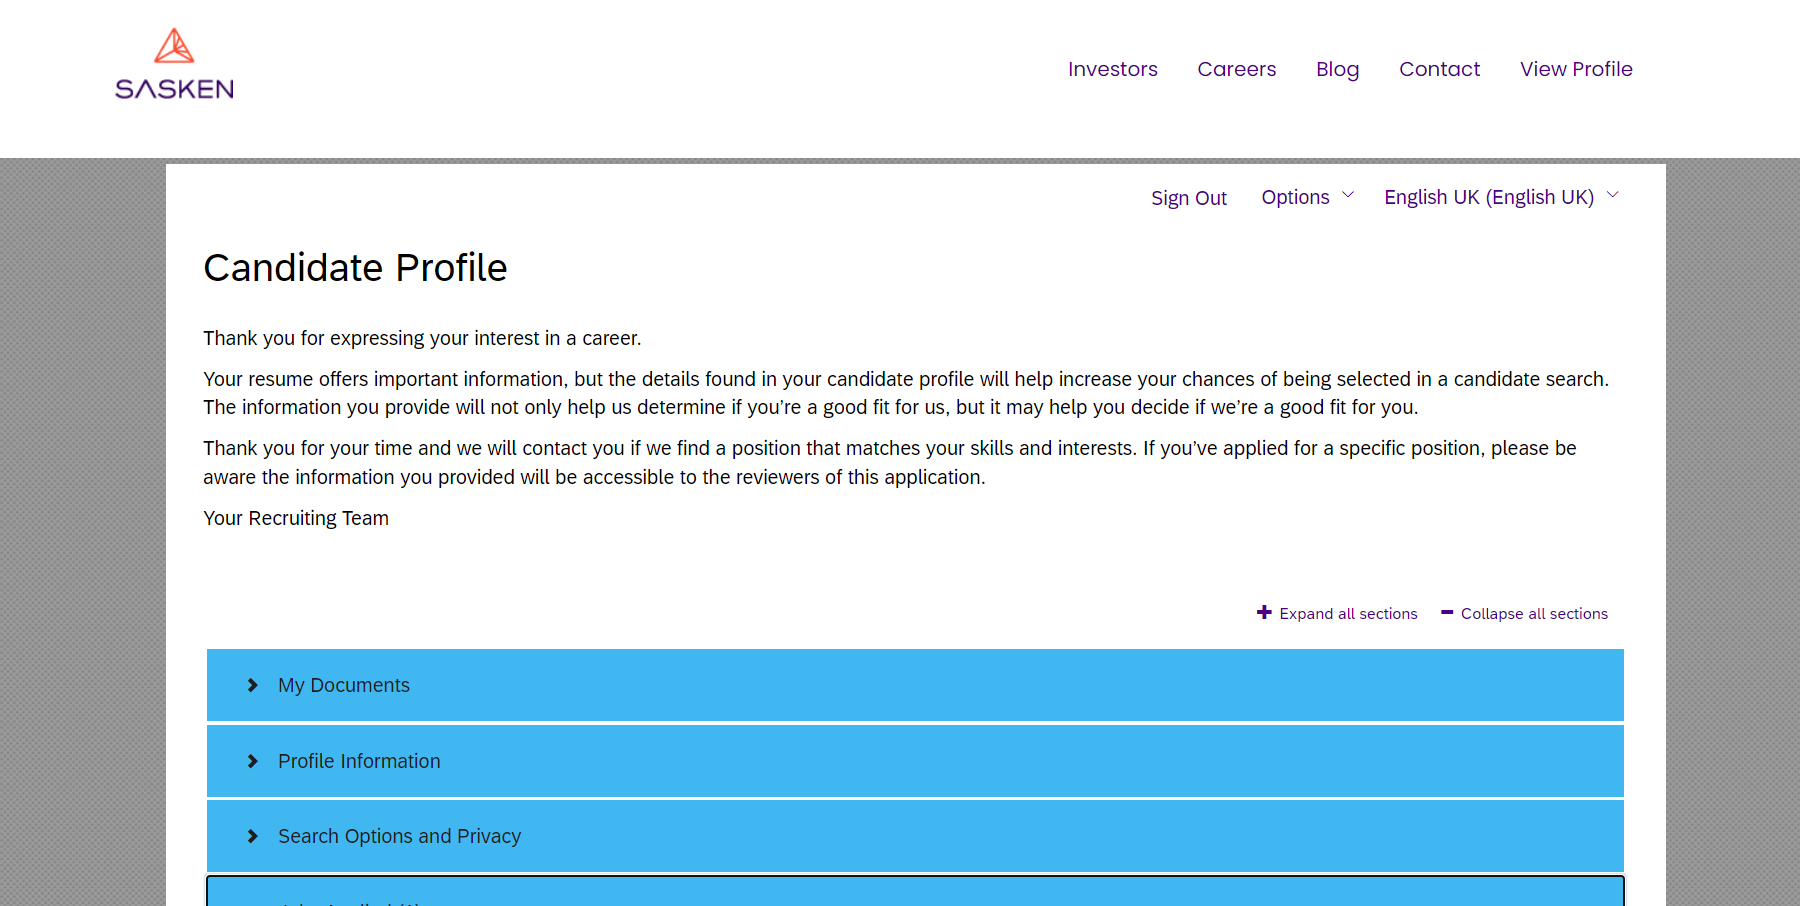 SASKEN
Investors Careers Blog Contact View Profile
Sign Out Options English UK (English UK)
Candidate Profile
Thank you for expressing your interest in a career.
Your resume offers important information, but the details found in your candidate profile will help increase your chances of being selected in a candidate search.
The information you provide will not only help us determine if you’re a good fit for us, but it may help you decide if we’re a good fit for you.
Thank you for your time and we will contact you if we find a position that matches your skills and interests. If you’ve applied for a specific position, please be
aware the information you provided will be accessible to the reviewers of this application.
Your Recruiting Team
Expand all sections Collapse all sections
My Documents
Profile Information
Search Options and Privacy